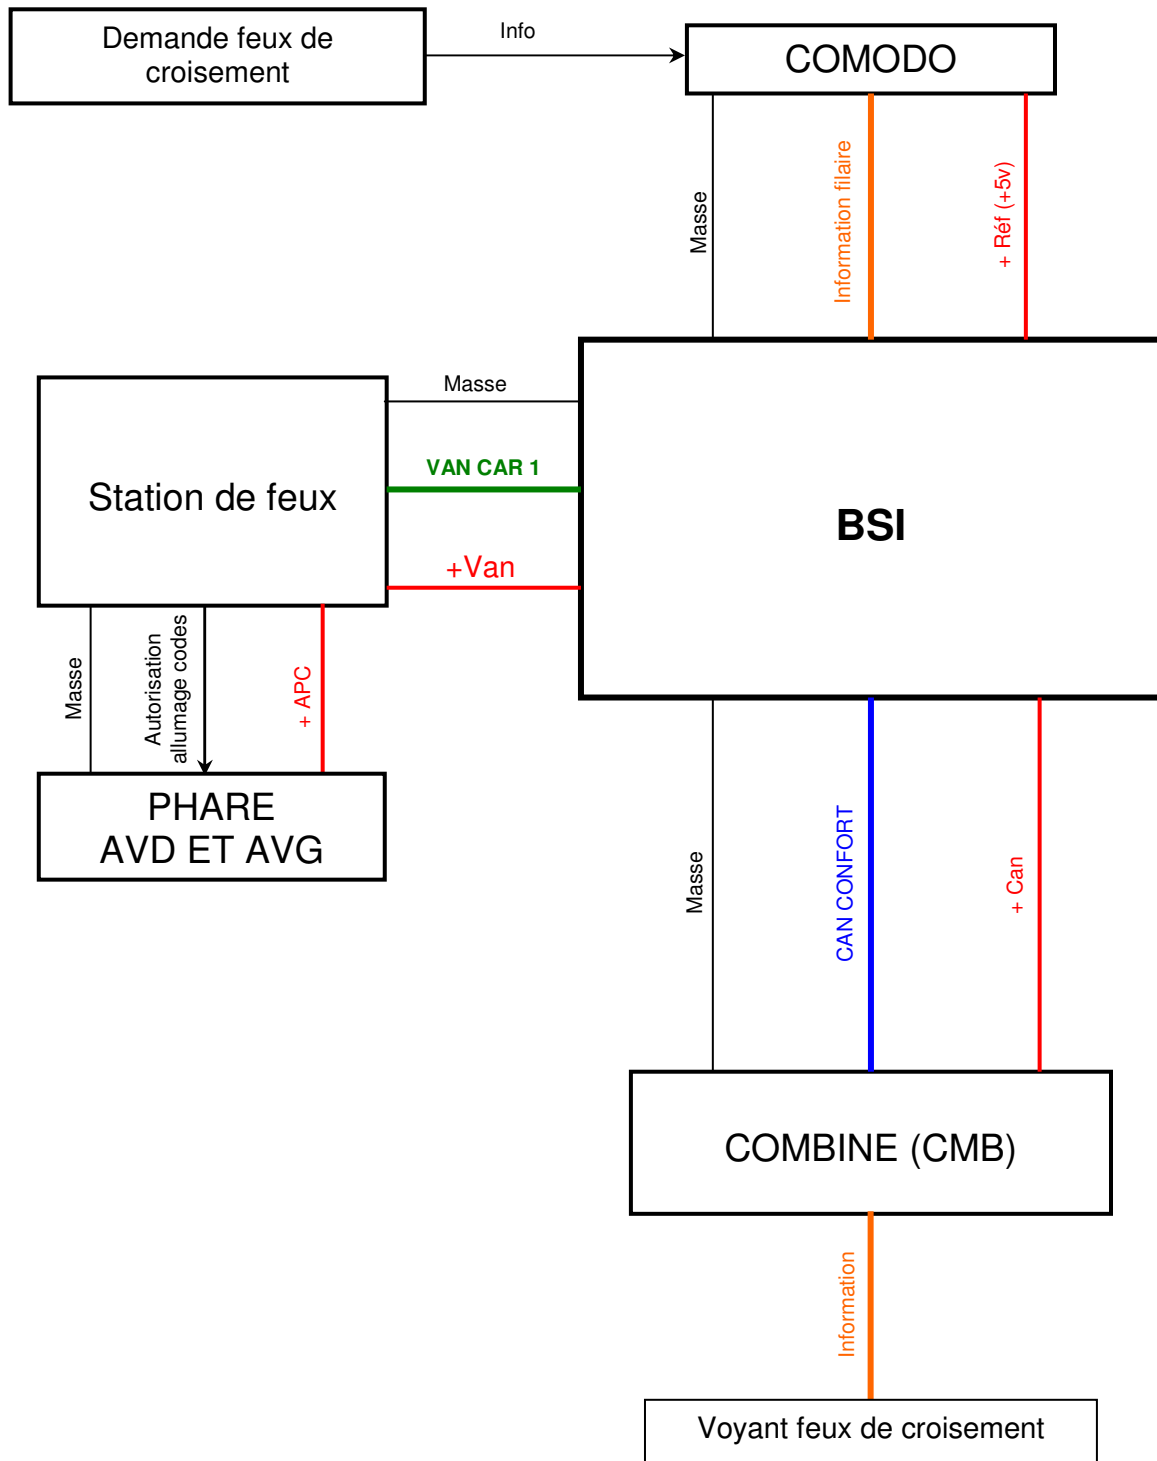 Demande feux de
croisement
Info
COMODO
Masse
Information filaire
+ Réf (+5v)
Masse
VAN CAR 1
+Van
Station de feux
BSI
Masse
Autorisation
allumage codes
+ APC
PHARE
AVD ET AVG
Masse
CAN CONFORT
+ Can
COMBINE (CMB)
Information
Voyant feux de croisement